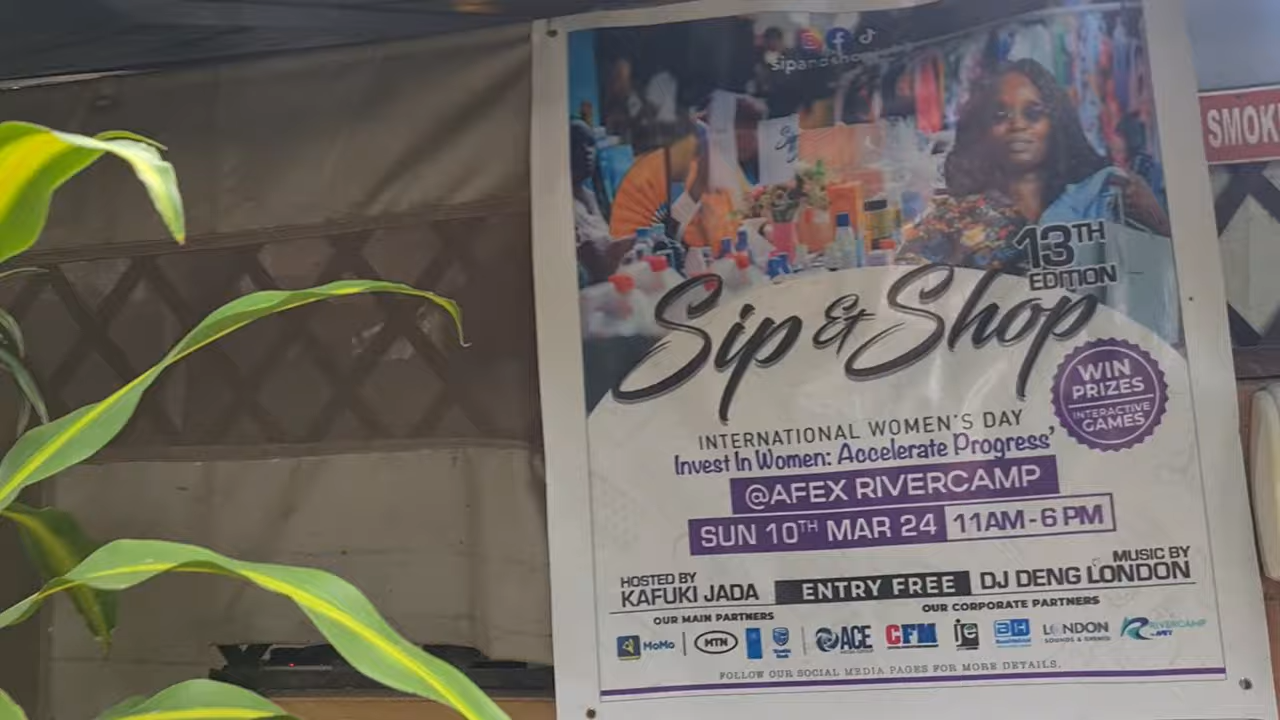 sipandshop
SMOK
13TH
EDITION
Sip & Shop
WIN
PRIZES
INTERACTIVE
GAMES
INTERNATIONAL WOMEN'S DAY
Invest In Women: Accelerate Progress'
@AFEX RIVERCAMP
SUN 10TH MAR 24 11AM-6PM
HOSTED BY
KAFUKI JADA
ENTRY FREE
MUSIC BY
DJ DENG LONDON
OUR MAIN PARTNERS
OUR CORPORATE PARTNERS
MoMo
MTN
ACE
CFM
je
LONDON
RIVERCAMP
FOLLOW OUR SOCIAL MEDIA PAGES FOR MORE DETAILS.